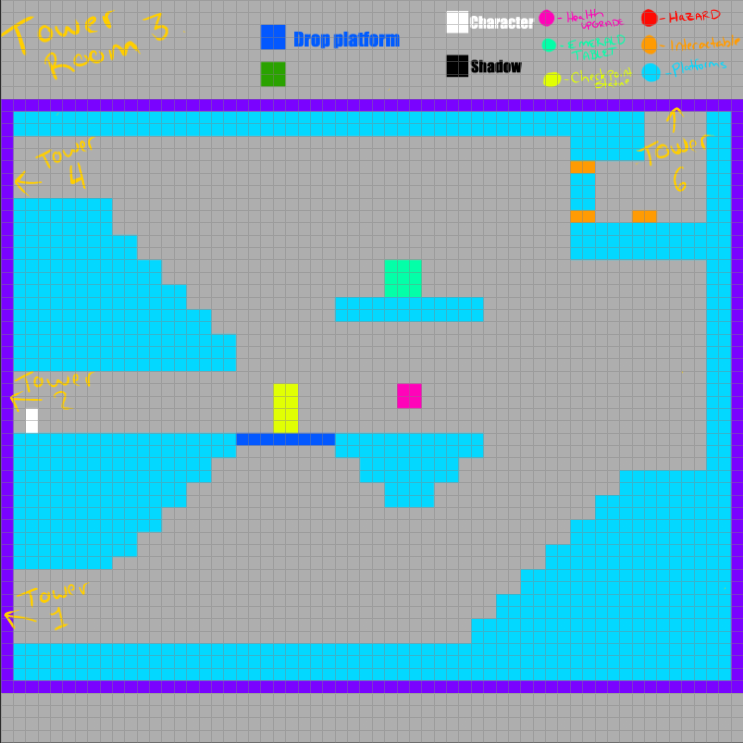 Tower
Room 3
Drop platform
Character
Shadow
- Health
UPGRADE
- Checkpoint
- HAZARD
- Platforms
Tower
4
Tower
6
Tower
2
Tower
1